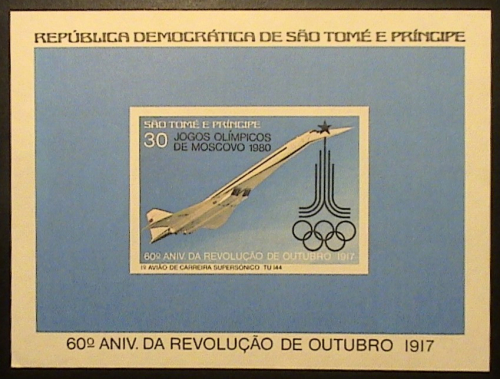 REPÚBLICA DEMOCRÁTICA DE SÃO TOMÉ E PRÍNCIPE
SÃO TOMÉ E PRÍNCIPE
30 JOGOS OLÍMPICOS
DE MOSCOVO 1980
60º ANIV. DA REVOLUÇÃO DE OUTUBRO 1917
1º AVIÃO DE CARREIRA SUPERSÓNICO TU 144
60º ANIV. DA REVOLUÇÃO DE OUTUBRO 1917